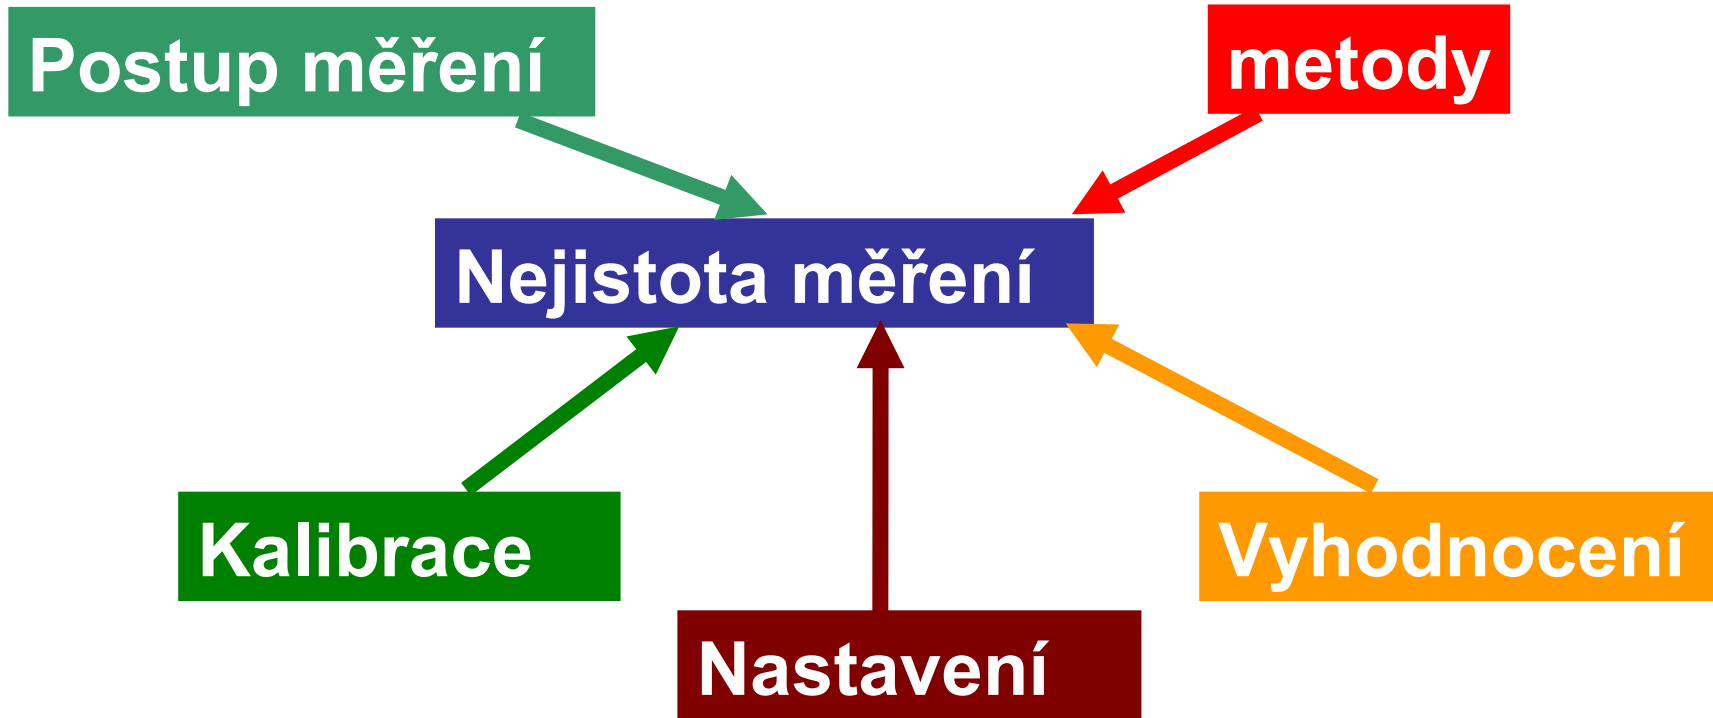 Postup měření
metody
Nejistota měření
Kalibrace
Vyhodnocení
Nastavení